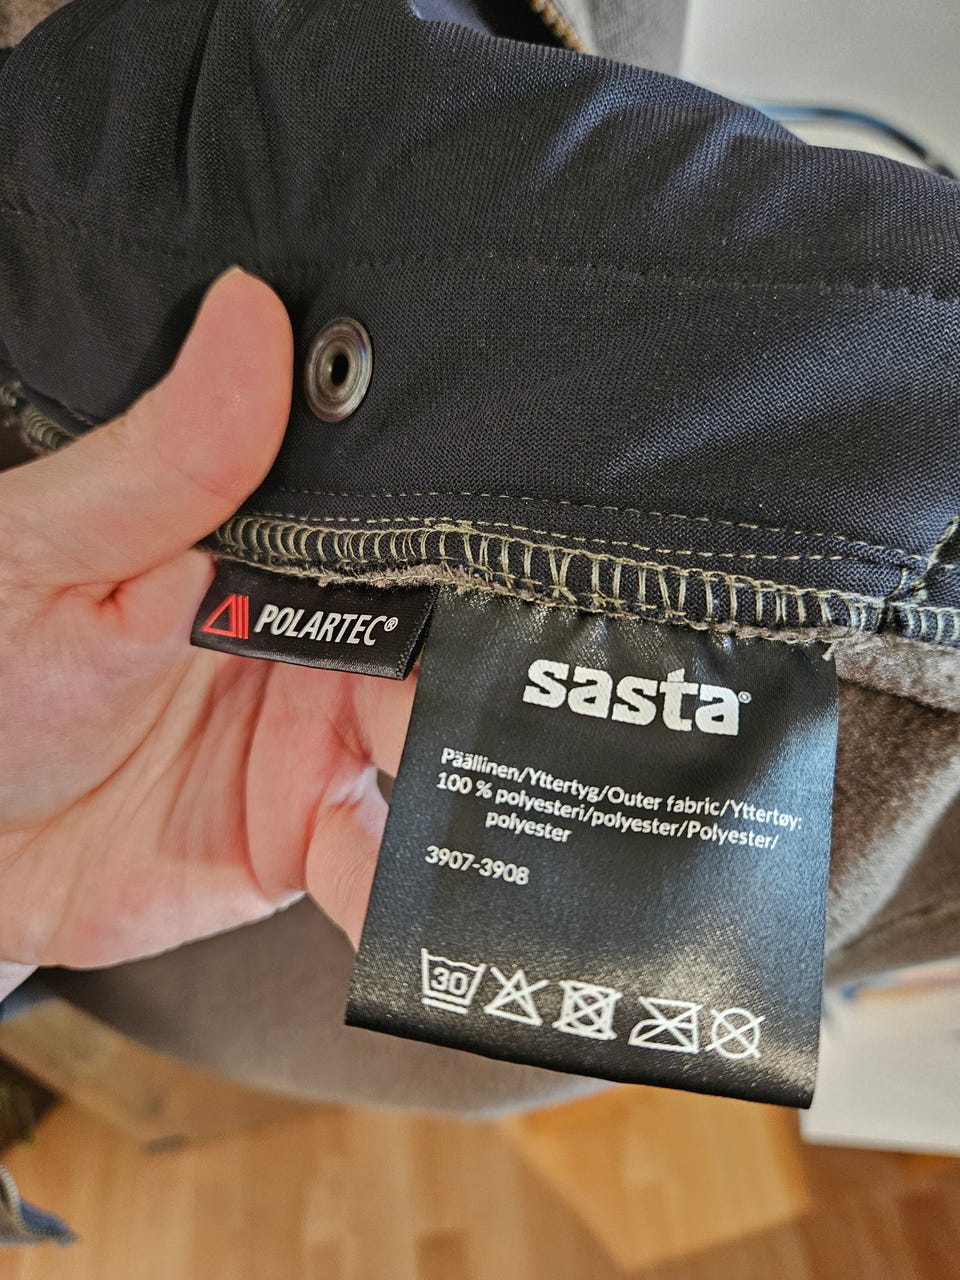 POLARTEC®
sasta®
Päällinen/Yttertyg/Outer fabric/Yttertøy:
100 % polyesteri/polyester/Polyester/
polyester
3907-3908
30